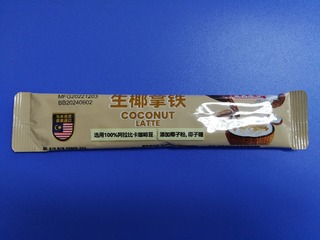 MFG20221203
BB20240602
生椰拿铁
COCONUT
LATTE
选用100%阿拉比卡咖啡豆
添加椰子粉，椰子糖